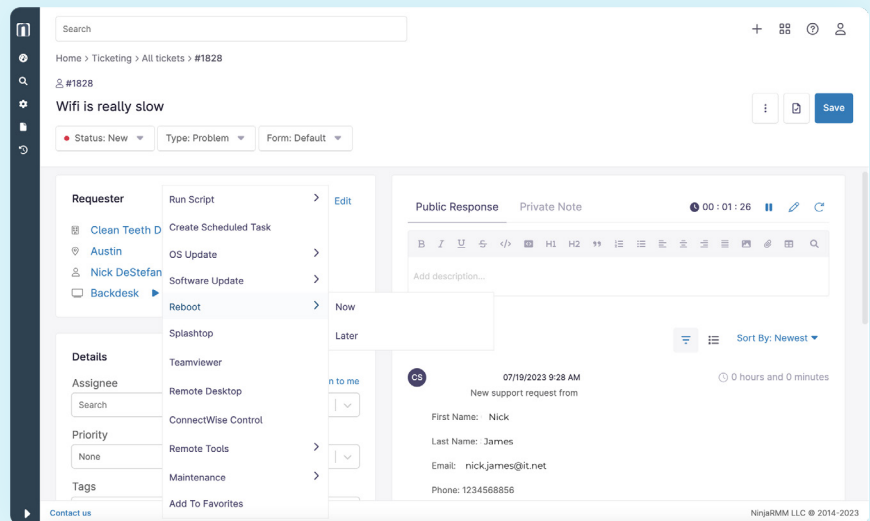 Search
Home > Ticketing > All tickets > #1828
#1828
Wifi is really slow
Save
Status: New
Type: Problem
Form: Default
Requester
Edit
Clean Teeth D
Austin
Nick DeStefan
Backdesk
Run Script
Create Scheduled Task
OS Update
Software Update
Reboot
Splashtop
Teamviewer
Remote Desktop
ConnectWise Control
Remote Tools
Maintenance
Add To Favorites
Now
Later
Details
Assignee
n to me
Search
Priority
None
Tags
Public Response
Private Note
00 : 01 : 26
B I U S </> H1 H2
Add description...
Sort By: Newest
CS
07/19/2023 9:28 AM
0 hours and 0 minutes
New support request from
First Name: Nick
Last Name: James
Email: nick.james@it.net
Phone: 1234568856
Contact us
NinjaRMM LLC © 2014-2023